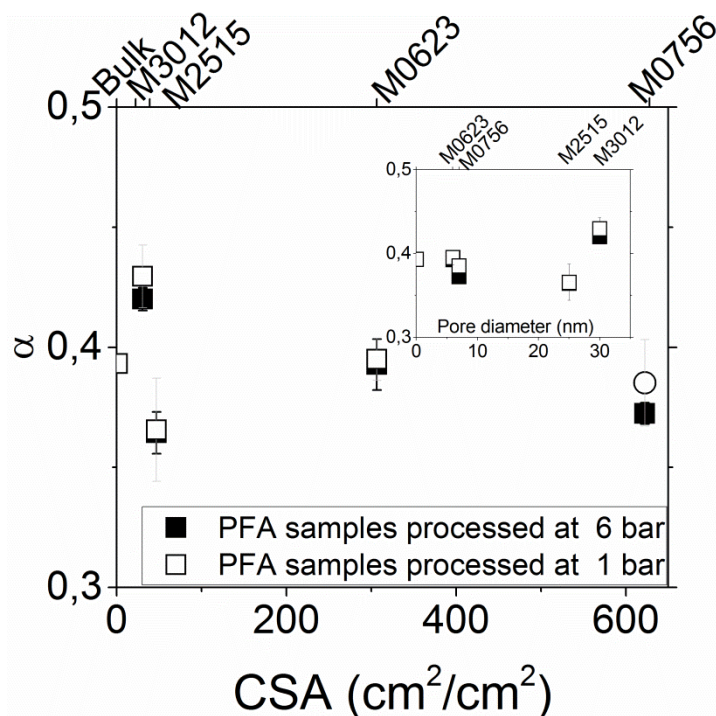 Bulk
M3012
M2515
M0623
M0756
0,5
M0623
M0756
M2515
M3012
0,5
0,4
0,3
Pore diameter (nm)
0 10 20 30
0,4
α
0,3
PFA samples processed at 6 bar
PFA samples processed at 1 bar
0 200 400 600
CSA (cm²/cm²)